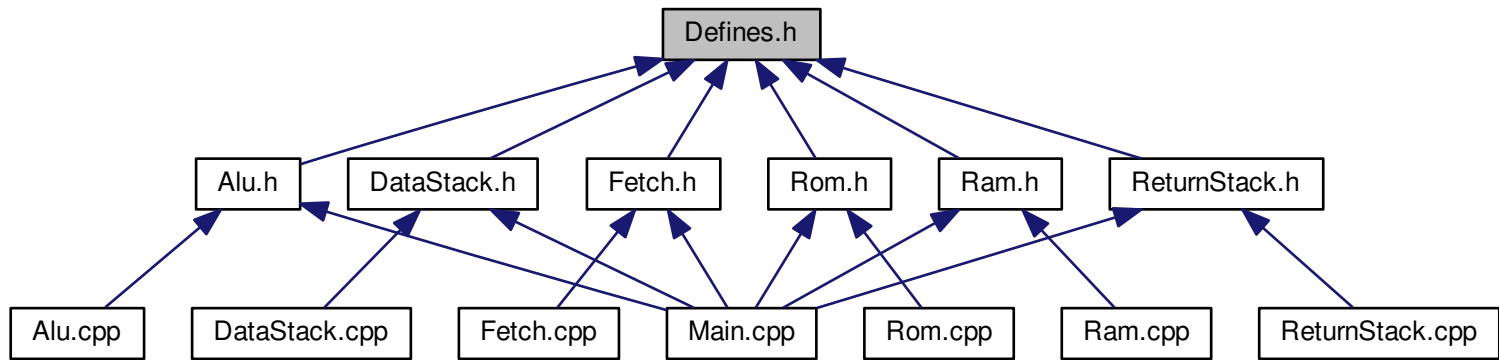 Defines.h
Alu.h
DataStack.h
Fetch.h
Rom.h
Ram.h
ReturnStack.h
Alu.cpp
DataStack.cpp
Fetch.cpp
Main.cpp
Rom.cpp
Ram.cpp
ReturnStack.cpp